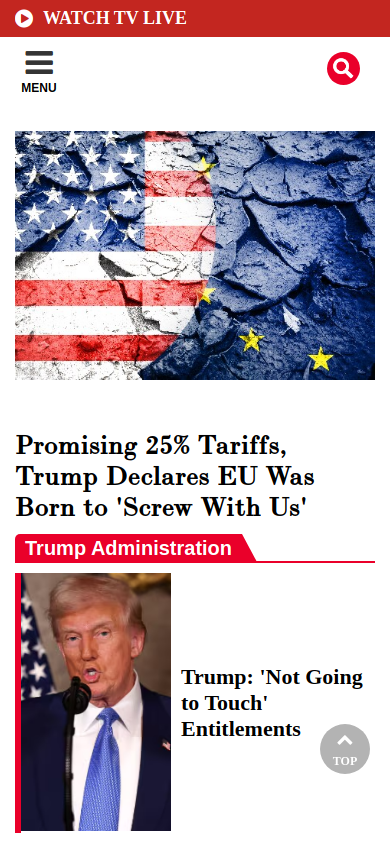 WATCH TV LIVE
MENU
Promising 25% Tariffs,
Trump Declares EU Was
Born to 'Screw With Us'
Trump Administration
Trump: 'Not Going
to Touch'
Entitlements
TOP